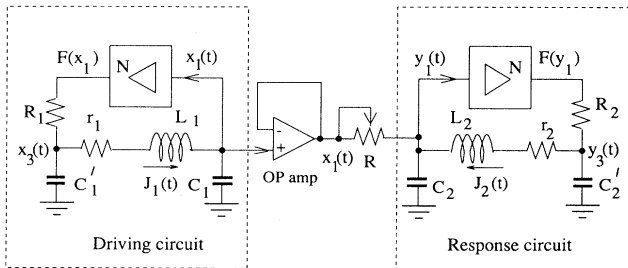 F(x₁) N x₁(t)
R₁ r₁ L₁
x₃(t)
C₁' J₁(t) C₁
Driving circuit
-
+
OP amp
x₁(t) R
y₁(t) N F(y₁)
L₂ r₂ R₂
y₃(t)
C₂ J₂(t) C₂'
Response circuit